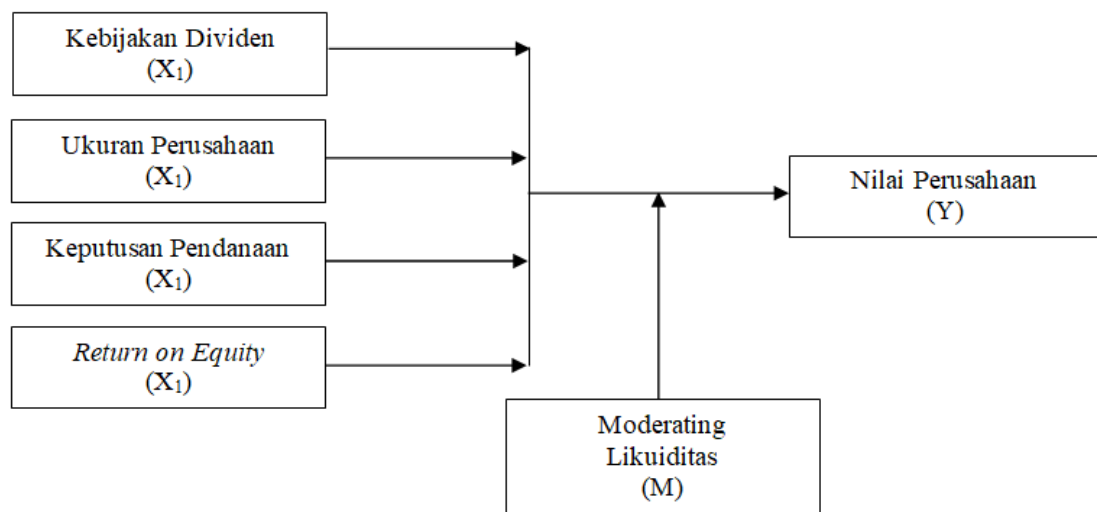 Kebijakan Dividen
(X₁)
Ukuran Perusahaan
(X₁)
Keputusan Pendanaan
(X₁)
Return on Equity
(X₁)
Nilai Perusahaan
(Y)
Moderating
Likuiditas
(M)